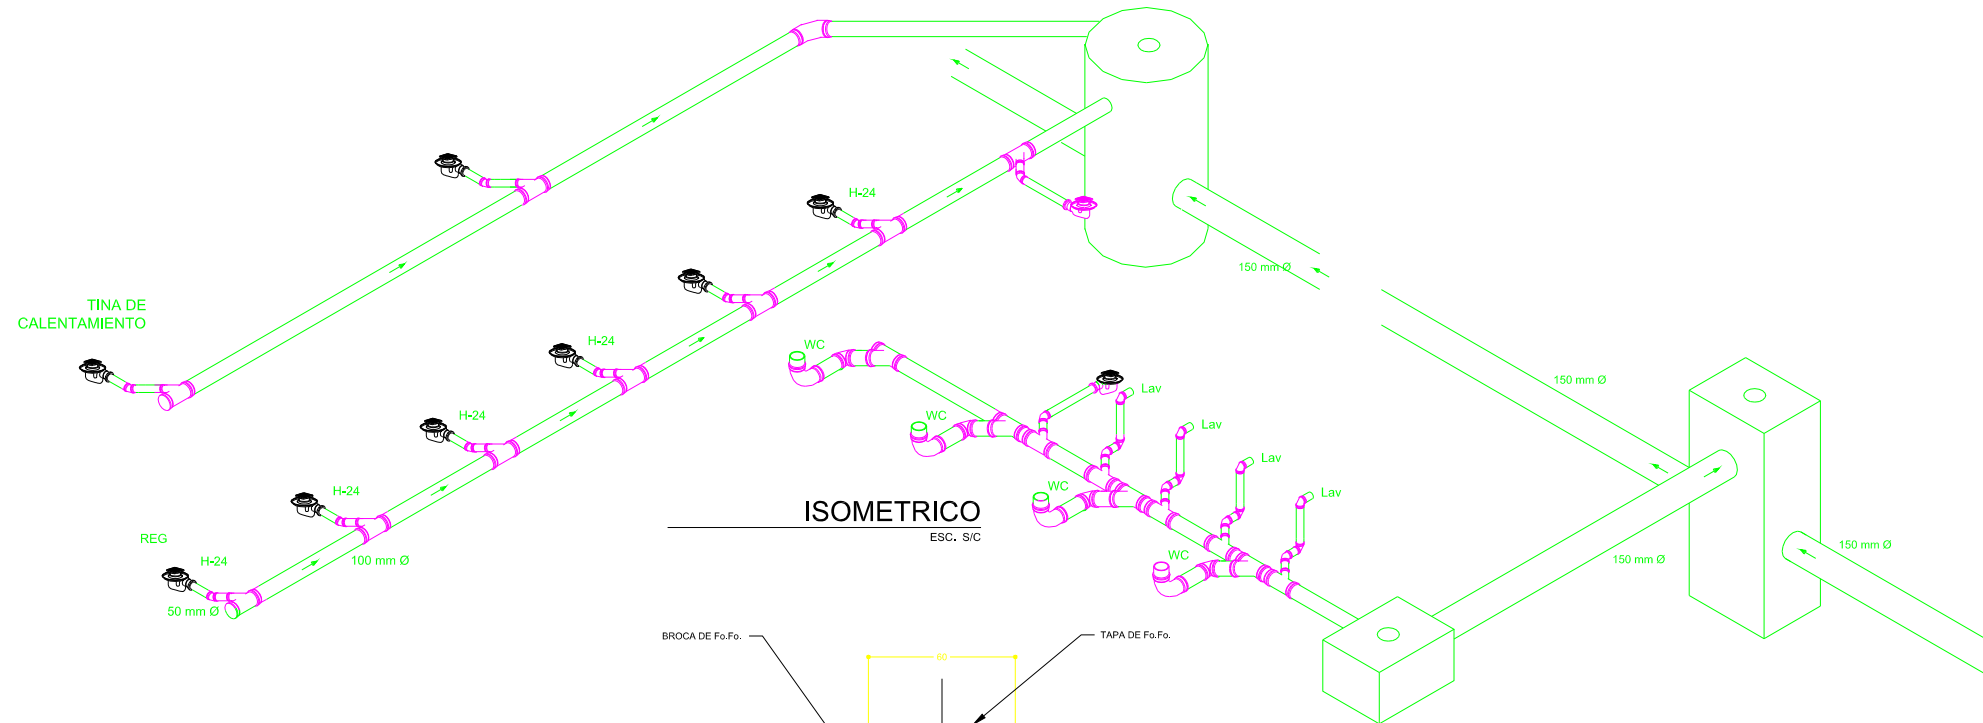 H-24
150 mm Ø
TINA DE
CALENTAMIENTO
H-24
WC
150 mm Ø
Lav
WC
H-24
Lav
Lav
H-24
Lav
ISOMETRICO
ESC. S/C
REG
H-24
100 mm Ø
WC
150 mm Ø
150 mm Ø
50 mm Ø
BROCA DE Fo.Fo.
TAPA DE Fo.Fo.